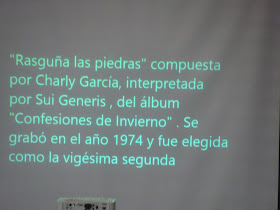 "Rasguña las piedras" compuesta
por Charly García, interpretada
por Sui Generis , del álbum
"Confesiones de Invierno" . Se
grabó en el año 1974 y fue elegida
como la vigésima segunda